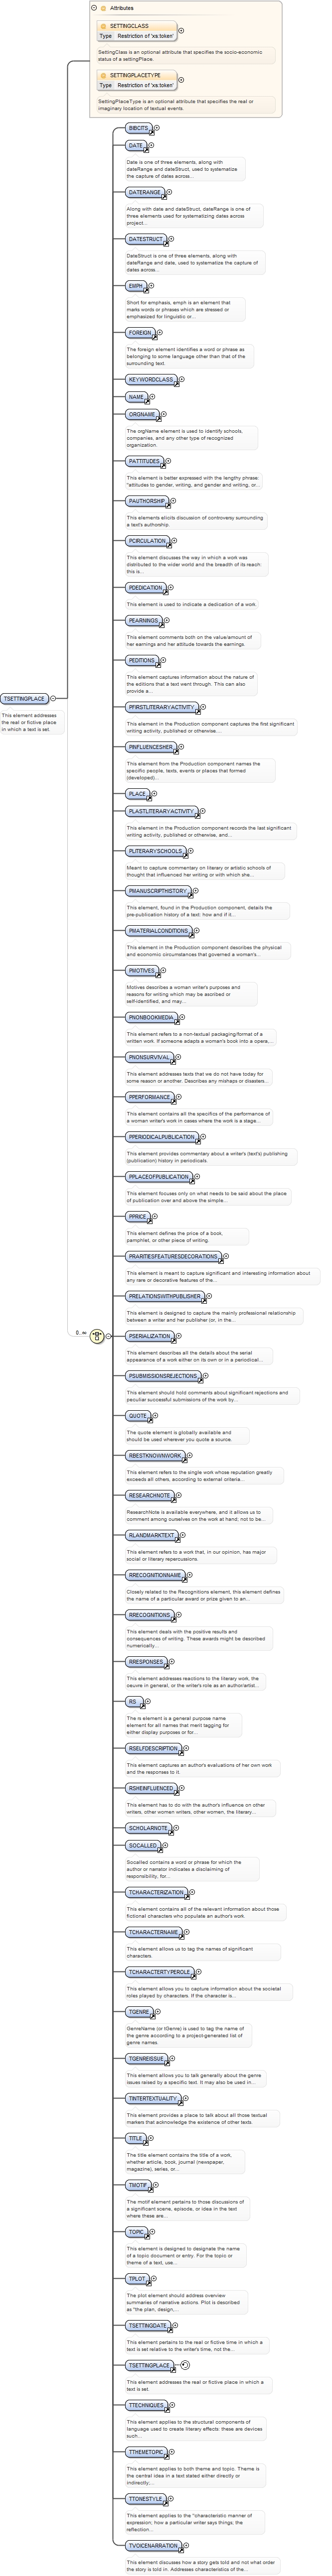 Attributes
SETTINGCLASS
Type Restriction of 'xs:token'
SettingClass is an optional attribute that specifies the socio-economic
status of a settingPlace.
SETTINGPLACETYPE
Type Restriction of 'xs:token'
SettingPlaceType is an optional attribute that specifies the real or
imaginary location of textual events.
TSETTINGPLACE
This element addresses
the real or fictive place
in which a text is set.
0..∞
BIBCITS
DATE
Date is one of three elements, along with
dateRange and dateStruct, used to systematize
the capture of dates across...
DATERANGE
Along with date and dateStruct, dateRange is one of
three elements used for systematizing dates across
project...
DATESTRUCT
DateStruct is one of three elements, along with
dateRange and date, used to systematize the capture of
dates across...
EMPH
Short for emphasis, emph is an element that
marks words or phrases which are stressed or
emphasized for linguistic or...
FOREIGN
The foreign element identifies a word or phrase as
belonging to some language other than that of the
surrounding text.
KEYWORDCLASS
NAME
ORGNAME
The orgName element is used to identify schools,
companies, and any other type of recognized
organization.
PATTITUDES
This element is better expressed with the lengthy phrase:
"attitudes to gender, writing, and gender and writing, or...
PAUTHORSHIP
This elements elicits discussion of controversy surrounding
a text's authorship.
PCIRCULATION
This element discusses the way in which a work was
distributed to the wider world and the breadth of its reach:
this is...
PDEDICATION
This element is used to indicate a dedication of a work.
PEARNINGS
This element comments both on the value/amount of
her earnings and her attitude towards the earnings.
PEDITIONS
This element captures information about the nature of
the editions that a text went through. This can also
provide a...
PFIRSTLITERARYACTIVITY
This element in the Production component captures the first significant
writing activity, published or otherwise....
PINFLUENCESHER
This element from the Production component names the
specific people, texts, events or places that formed
(developed)...
PLACE
PLASTLITERARYACTIVITY
This element in the Production component records the last significant
writing activity, published or otherwise, and...
PLITERARYSCHOOLS
Meant to capture commentary on literary or artistic schools of
thought that influenced her writing or with which she...
PMANUSCRIPTHISTORY
This element, found in the Production component, details the
pre-publication history of a text: how and if it...
PMATERIALCONDITIONS
This element in the Production component describes the physical
and economic circumstances that governed a woman's...
PMOTIVES
Motives describes a woman writer's purposes and
reasons for writing which may be ascribed or
self-identified, and may...
PNONBOOKMEDIA
This element refers to a non-textual packaging/format of a
written work. If someone adapts a woman's book into a opera,...
PNONSURVIVAL
This element addresses texts that we do not have today for
some reason or another. Describes any mishaps or disasters...
PPERFORMANCE
This element contains all the specifics of the performance of
a woman writer's work in cases where the work is a stage...
PPERIODICALPUBLICATION
This element provides commentary about a writer's (text's) publishing
(publication) history in periodicals.
PPLACEOFPUBLICATION
This element focuses only on what needs to be said about the place
of publication over and above the simple...
PPRICE
This element defines the price of a book,
pamphlet, or other piece of writing.
PRARITIESFEATURESDECORATIONS
This element is meant to capture significant and interesting information about
any rare or decorative features of the...
PRELATIONSWITHPUBLISHER
This element is designed to capture the mainly professional relationship
between a writer and her publisher (or, in the...
PSERIALIZATION
This element describes all the details about the serial
appearance of a work either on its own or in a periodical...
PSUBMISSIONSREJECTIONS
This element should hold comments about significant rejections and
peculiar successful submissions of the work by...
QUOTE
The quote element is globally available and
should be used wherever you quote a source.
RBESTKNOWNWORK
This element refers to the single work whose reputation greatly
exceeds all others, according to external criteria...
RESEARCHNOTE
ResearchNote is available everywhere, and it allows us to
comment among ourselves on the work at hand, not to be...
RLANDMARKTEXT
This element refers to a work that, in our opinion, has major
social or literary repercussions.
RRECOGNITIONNAME
Closely related to the Recognitions element, this element defines
the name of a particular award or prize given to an...
RRECOGNITIONS
This element deals with the positive results and
consequences of writing. These awards might be described
numerically...
RRESPONSES
This element addresses reactions to the literary work, the
oeuvre in general, or the writer's role as an author/artist...
RS
The rs element is a general purpose name
element for all names that merit tagging for
either display purposes or for...
RSELFDESCRIPTION
This element captures an author's evaluations of her own work
and the responses to it.
RSHEINFLUENCED
This element has to do with the author's influence on other
writers, other women writers, other women, the literary...
SCHOLARNOTE
SOCALLED
Socalled contains a word or phrase for which the
author or narrator indicates a disclaiming of
responsibility, for...
TCHARACTERIZATION
This element contains all of the relevant information about those
fictional characters who populate an author's work.
TCHARACTERNAME
This element allows us to tag the names of significant
characters.
TCHARACTERTYPEROLE
This element allows you to capture information about the societal
roles played by characters. If the character is...
TGENRE
GenreName (or tGenre) is used to tag the name of
the genre according to a project-generated list of
genre names.
TGENREISSUE
This element allows you to talk generally about the genre
issues raised by a specific text. It may also be used in...
TINTERTEXTUALITY
This element provides a place to talk about all those textual
markers that acknowledge the existence of other texts.
TITLE
The title element contains the title of a work,
whether article, book, journal (newspaper,
magazine), series, or...
TMOTIF
The motif element pertains to those discussions of
a significant scene, episode, or idea in the text
where these are...
TOPIC
This element is designed to designate the name
of a topic document or entry. For the topic or
theme of a text, use...
TPLOT
The plot element should address overview
summaries of narrative actions. Plot is described
as "the plan, design,...
TSETTINGDATE
This element pertains to the real or fictive time in which a
text is set relative to the writer's time, not the...
TSETTINGPLACE
This element addresses the real or fictive place in which a
text is set.
TTECHNIQUES
This element applies to the structural components of
language used to create literary effects: these are devices
such...
TTHEMETOPIC
This element applies to both theme and topic. Theme is
the central idea in a text stated either directly or
indirectly,...
TTONESTYLE
This element applies to the "characteristic manner of
expression; how a particular writer says things; the
reflection...
TVOICENARRATION
This element discusses how a story gets told and not what order
the story is told in. Addresses characteristics of the...